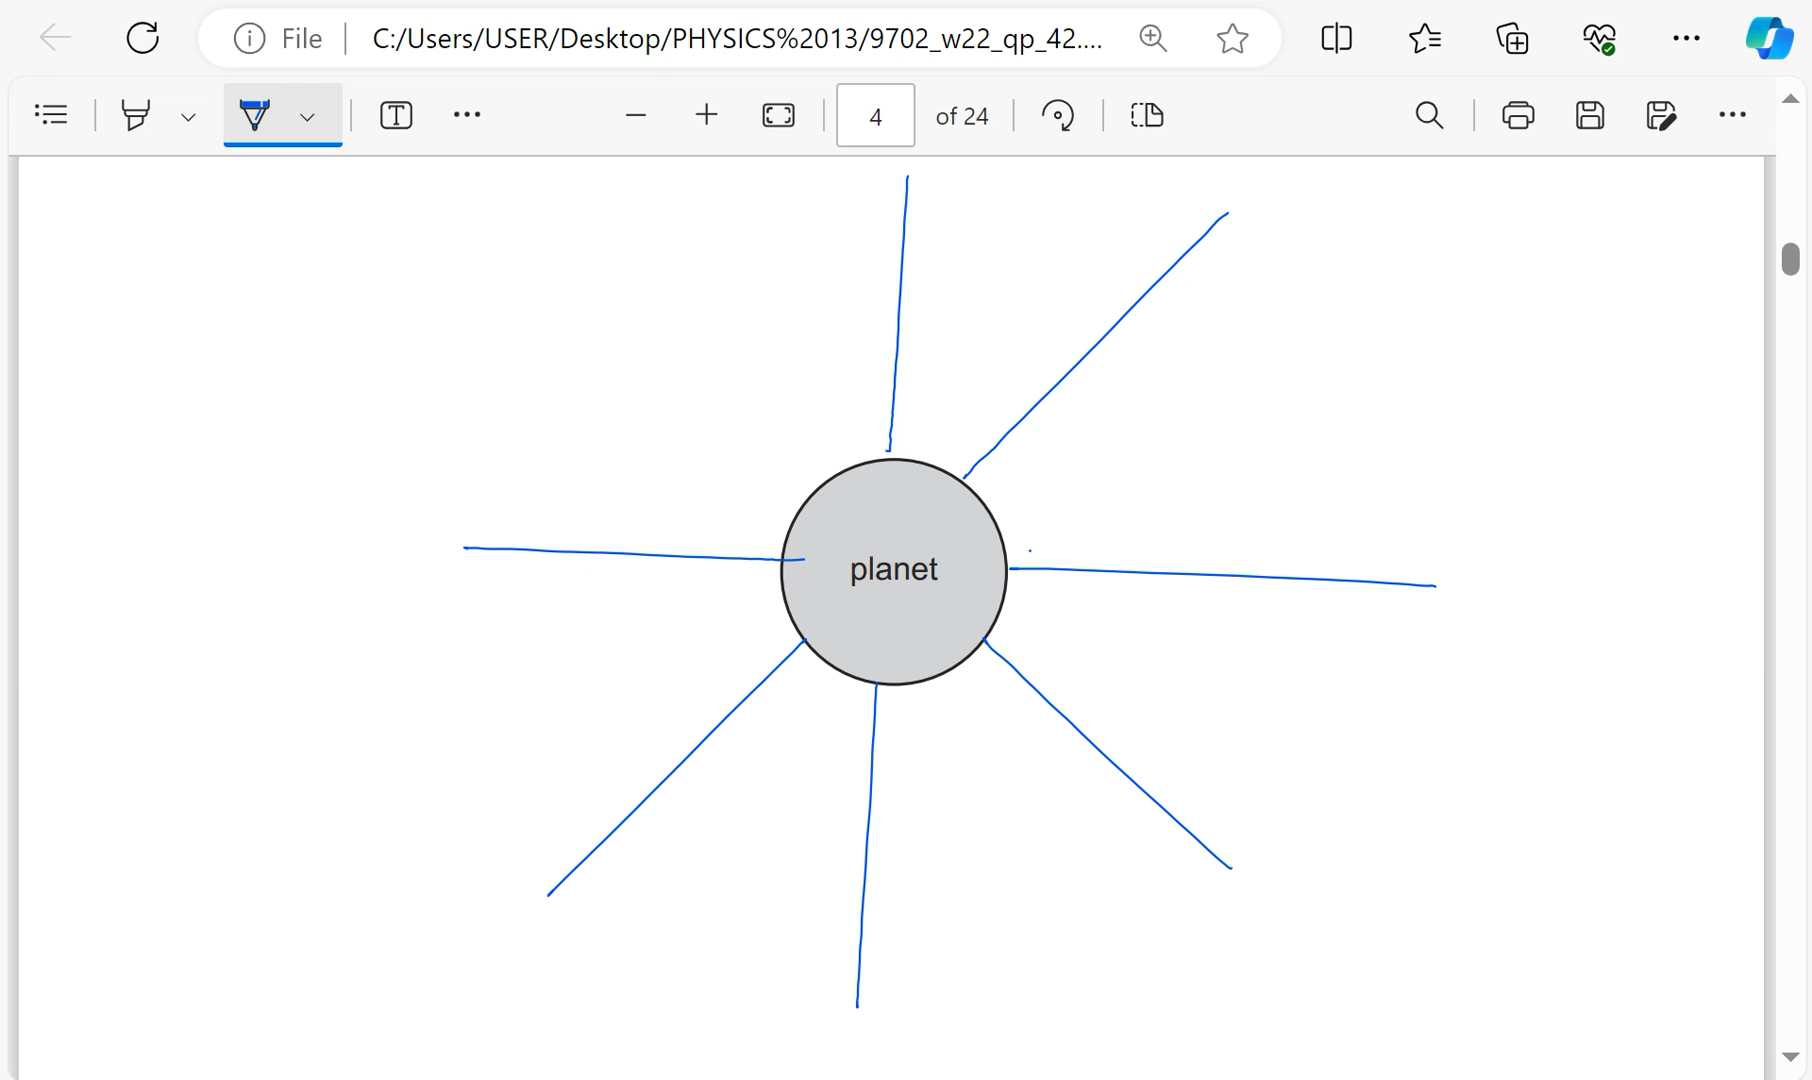 File C:/Users/USER/Desktop/PHYSICS%2013/9702_w22_qp_42....
4 of 24
planet